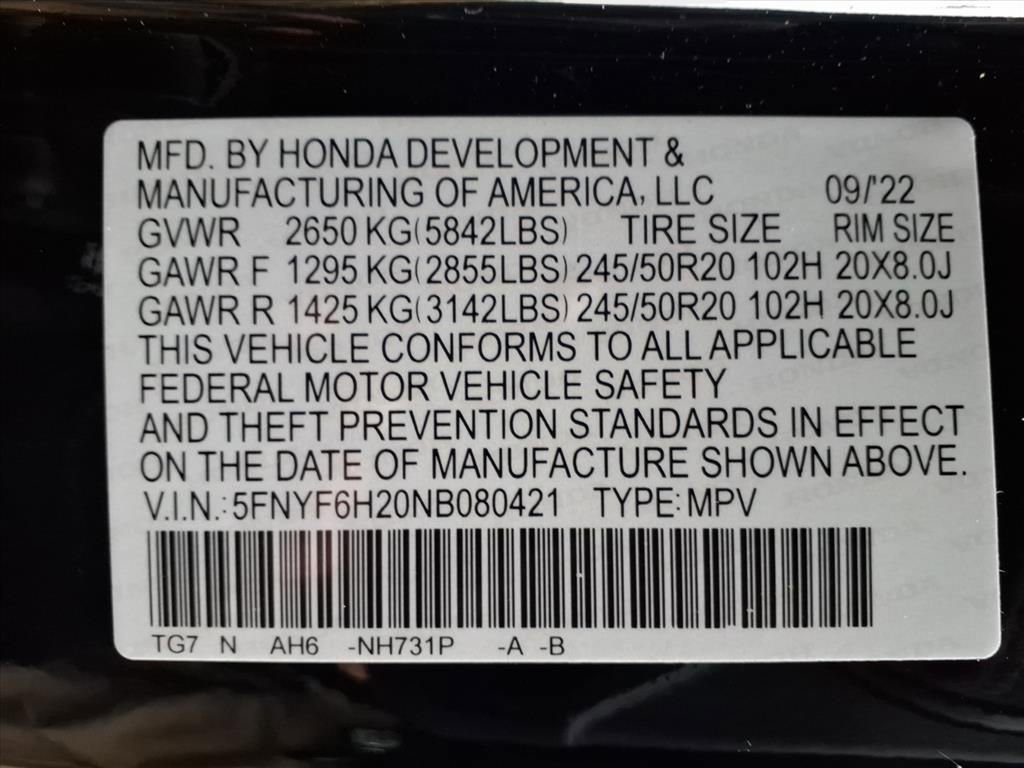 MFD. BY HONDA DEVELOPMENT &
MANUFACTURING OF AMERICA, LLC 09/'22
GVWR 2650 KG(5842LBS) TIRE SIZE RIM SIZE
GAWR F 1295 KG(2855LBS) 245/50R20 102H 20X8.0J
GAWR R 1425 KG(3142LBS) 245/50R20 102H 20X8.0J
THIS VEHICLE CONFORMS TO ALL APPLICABLE
FEDERAL MOTOR VEHICLE SAFETY
AND THEFT PREVENTION STANDARDS IN EFFECT
ON THE DATE OF MANUFACTURE SHOWN ABOVE.
V.I.N.: 5FNYF6H20NB080421 TYPE: MPV
TG7 N AH6 -NH731P -A -B